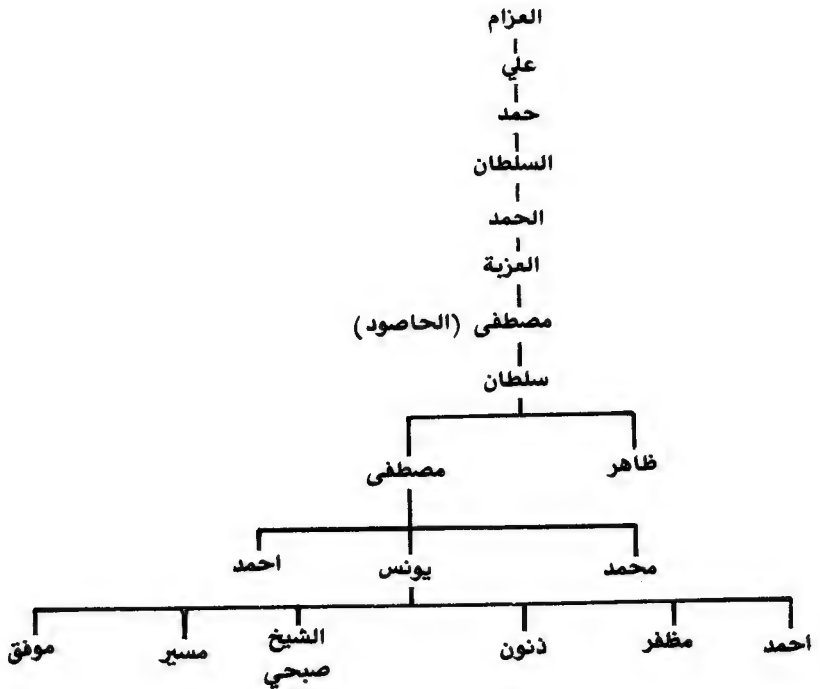 العزام
علي
حمد
السلطان
الحمد
العزبة
مصطفى (الحاصود)
سلطان
ظاهر مصطفى
محمد يونس احمد
احمد مظفر ذنون الشيخ صبحي مسير موفق